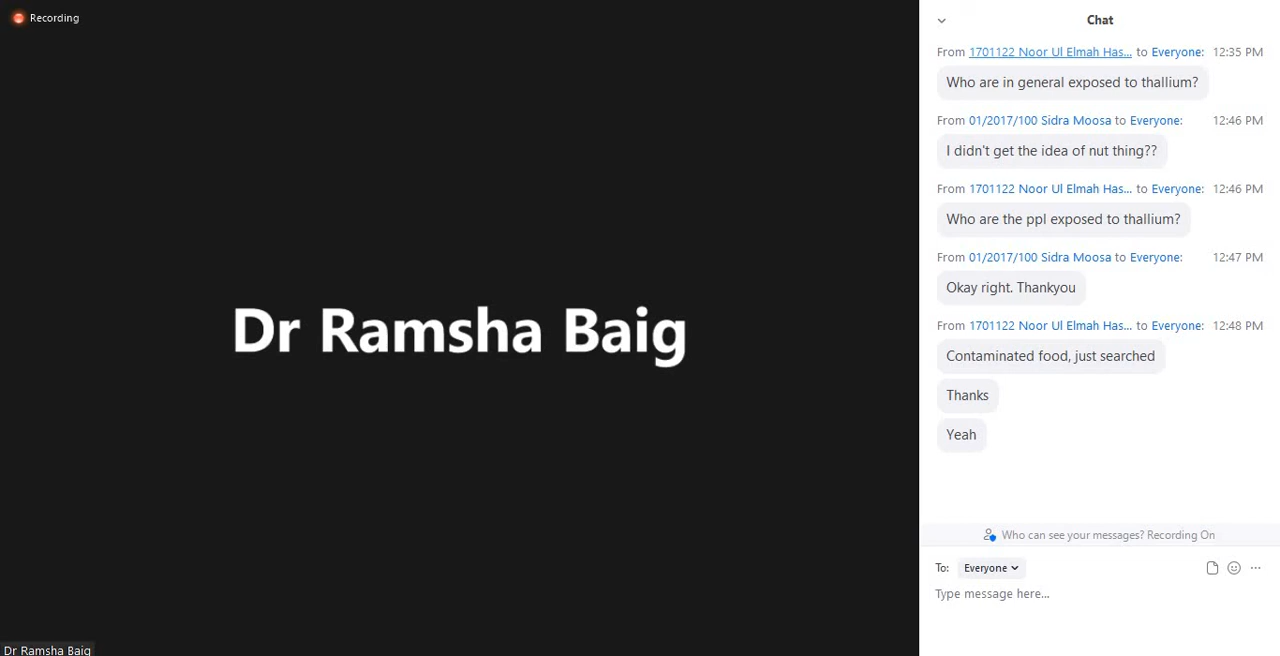 Recording
Dr Ramsha Baig
Dr Ramsha Baig
Chat
From 1701122 Noor Ul Elmah Has... to Everyone: 12:35 PM
Who are in general exposed to thallium?
From 01/2017/100 Sidra Moosa to Everyone: 12:46 PM
I didn't get the idea of nut thing??
From 1701122 Noor Ul Elmah Has... to Everyone: 12:46 PM
Who are the ppl exposed to thallium?
From 01/2017/100 Sidra Moosa to Everyone: 12:47 PM
Okay right. Thankyou
From 1701122 Noor Ul Elmah Has... to Everyone: 12:48 PM
Contaminated food, just searched
Thanks
Yeah
Who can see your messages? Recording On
To: Everyone
Type message here...